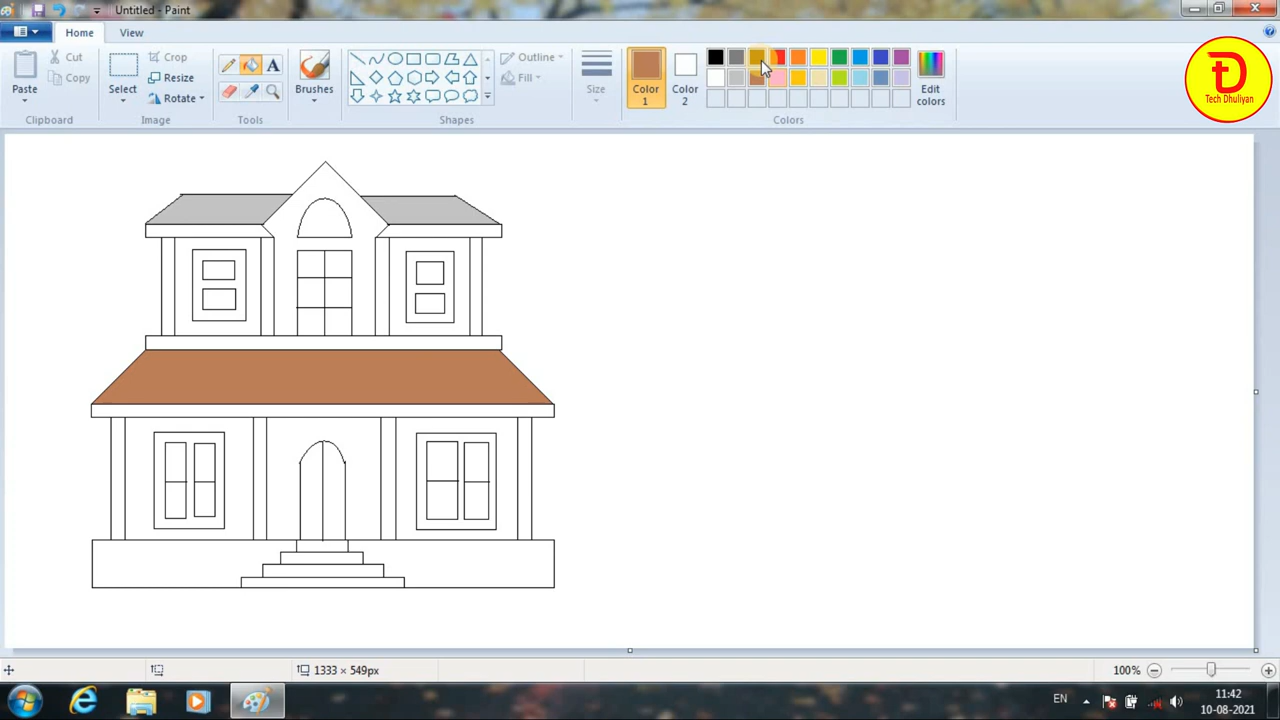 Untitled - Paint
Home
View
Paste
Cut
Copy
Clipboard
Select
Crop
Resize
Rotate
Image
A
Tools
Brushes
Outline
Fill
Shapes
Size
Color
1
Color
2
Colors
Edit
colors
Tech Dhuliyan
1333 × 549px
100%
EN
11:42
10-08-2021